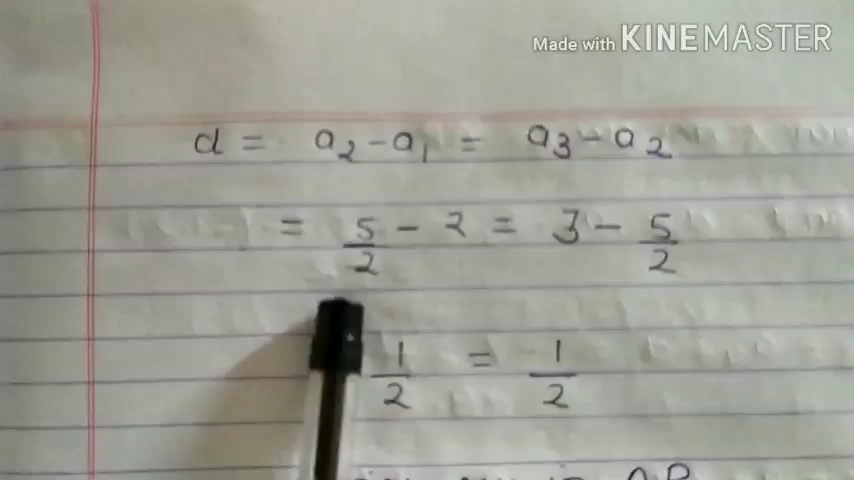 Made with KINEMASTER
d = a₂ - a₁ = a₃ - a₂
= 5/2 - 2 = 3 - 5/2
1/2 = 1/2